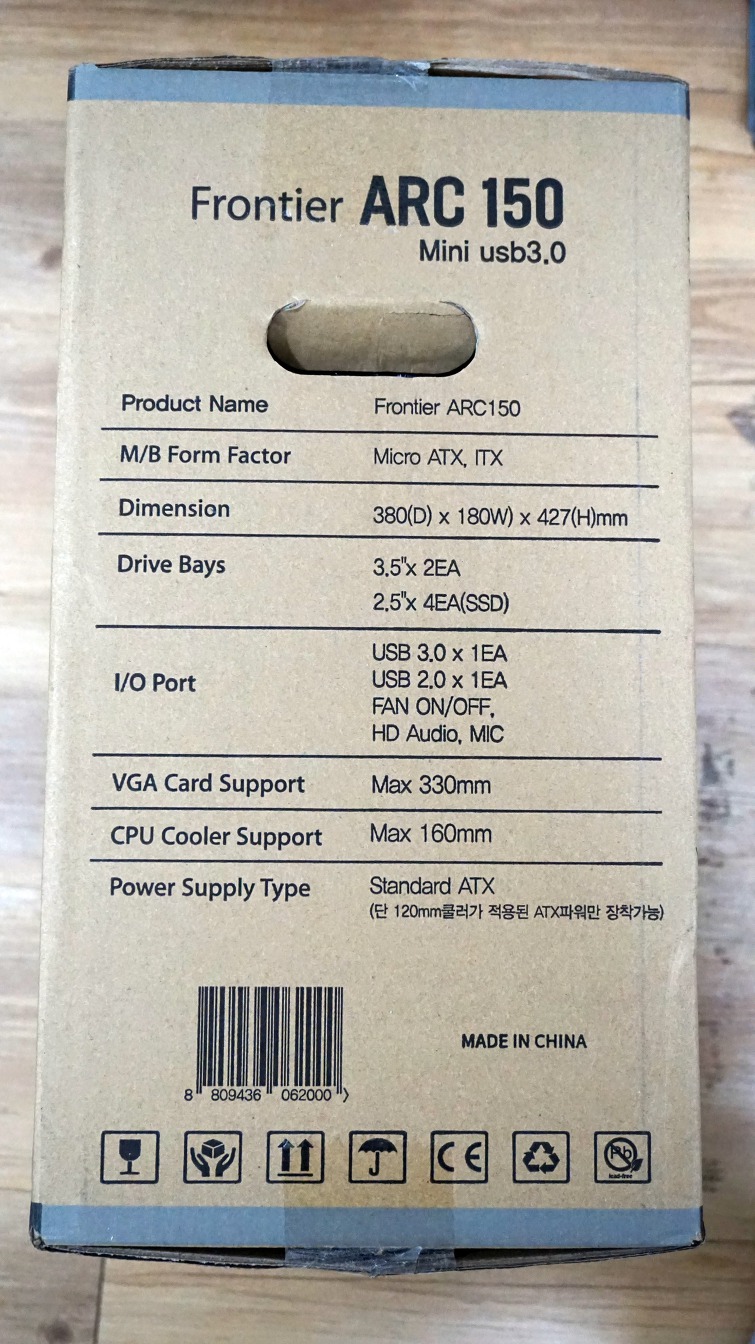 Frontier ARC 150
Mini usb3.0
Product Name Frontier ARC150
M/B Form Factor Micro ATX, ITX
Dimension 380(D) x 180W) x 427(H)mm
Drive Bays 3.5"x 2EA
2.5"x 4EA(SSD)
I/O Port USB 3.0 x 1EA
USB 2.0 x 1EA
FAN ON/OFF,
HD Audio, MIC
VGA Card Support Max 330mm
CPU Cooler Support Max 160mm
Power Supply Type Standard ATX
(단 120mm쿨러가 적용된 ATX파워만 장착가능)
MADE IN CHINA
8 809436 062000 >
CE
Pb
lead-free